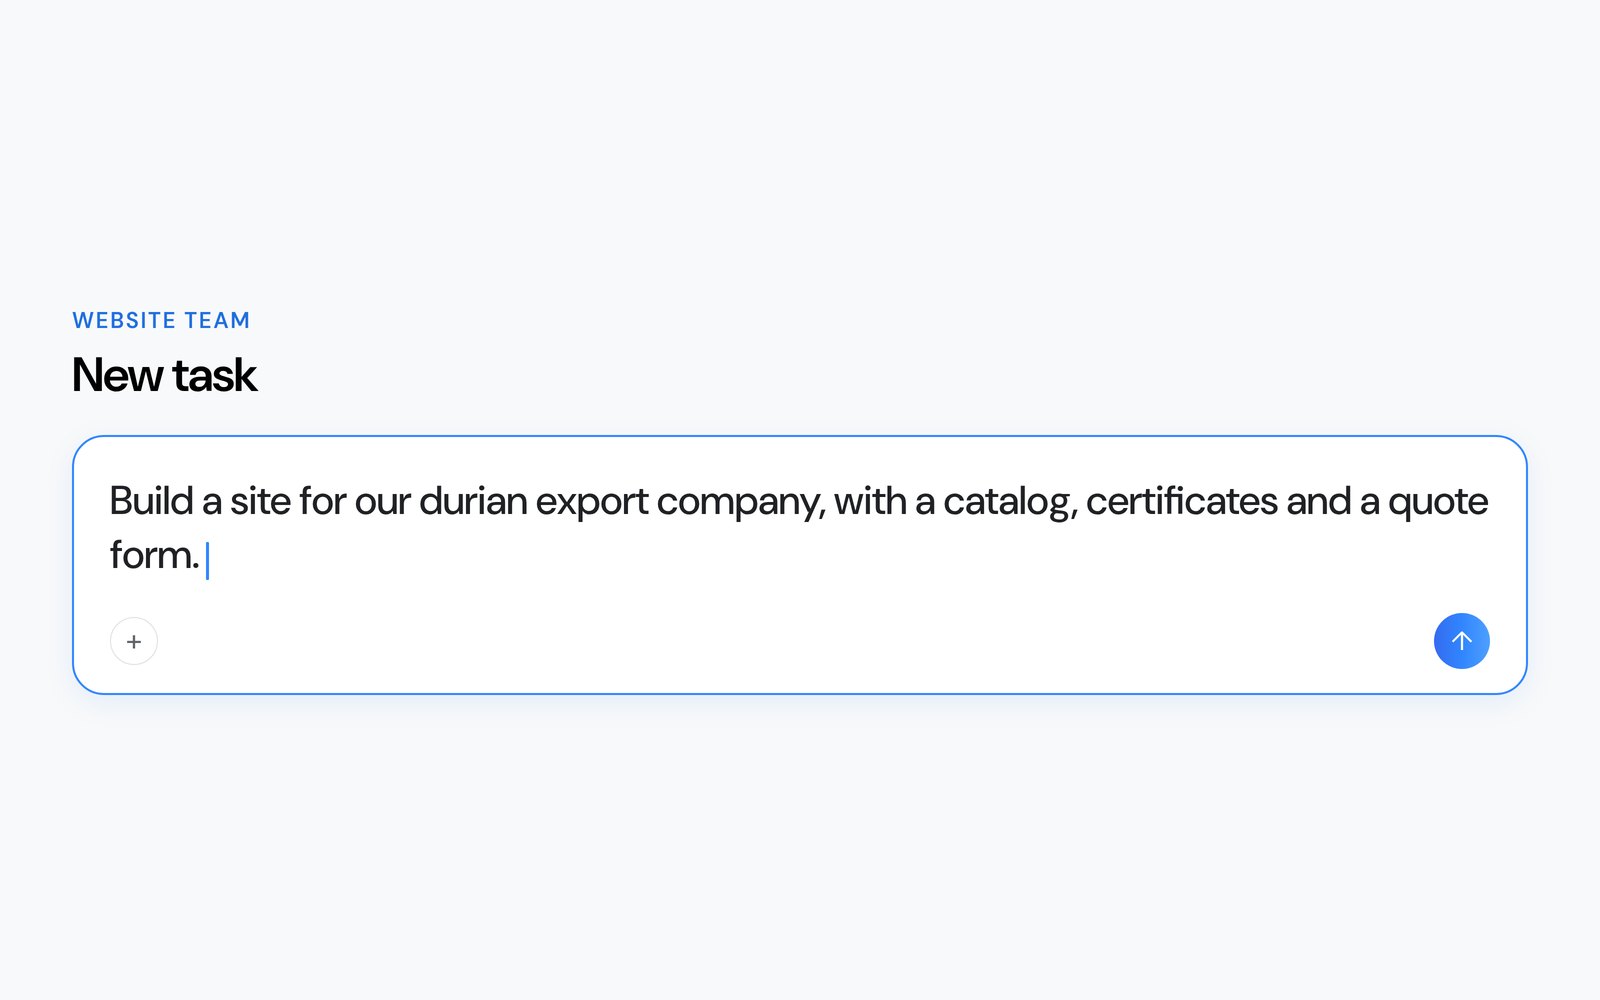 WEBSITE TEAM
New task
Build a site for our durian export company, with a catalog, certificates and a quote
form.